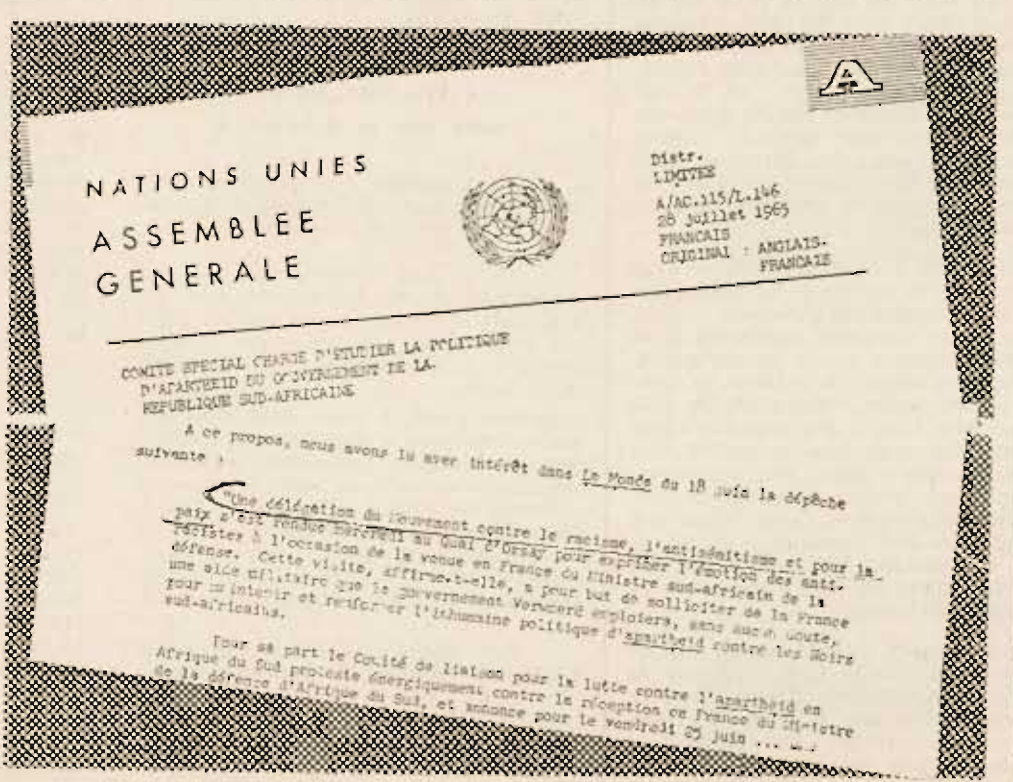 A
NATIONS UNIES
ASSEMBLEE
GENERALE
Distr.
LIMITEE
A/AC.115/L.146
28 juillet 1965
FRANCAIS
ORIGINAL : ANGLAIS-
FRANCAIS
COMITE SPECIAL CHARGE D'ETUDIER LA POLITIQUE
D'APARTHEID DU GOUVERNEMENT DE LA
REPUBLIQUE SUD-AFRICAINE
A ce propos, nous avons lu avec intérêt dans Le Monde du 18 juin la dépêche
suivante :
"Une délégation du Mouvement contre le racisme, l'antisémitisme et pour la
paix s'est rendue mercredi au Quai d'Orsay pour exprimer l'émotion des anti-
racistes à l'occasion de la venue en France du Ministre sud-africain de la
défense. Cette visite, affirme-t-elle, a pour but de solliciter de la France
une aide militaire que le gouvernement Verwoerd emploiera, sans aucun doute,
pour maintenir et renforcer l'inhumaine politique d'apartheid contre les Noirs
sud-africains.
Pour sa part le Comité de liaison pour la lutte contre l'apartheid en
Afrique du Sud proteste énergiquement contre la réception en France du Ministre
de la défense d'Afrique du Sud, et annonce pour le vendredi 25 juin ...